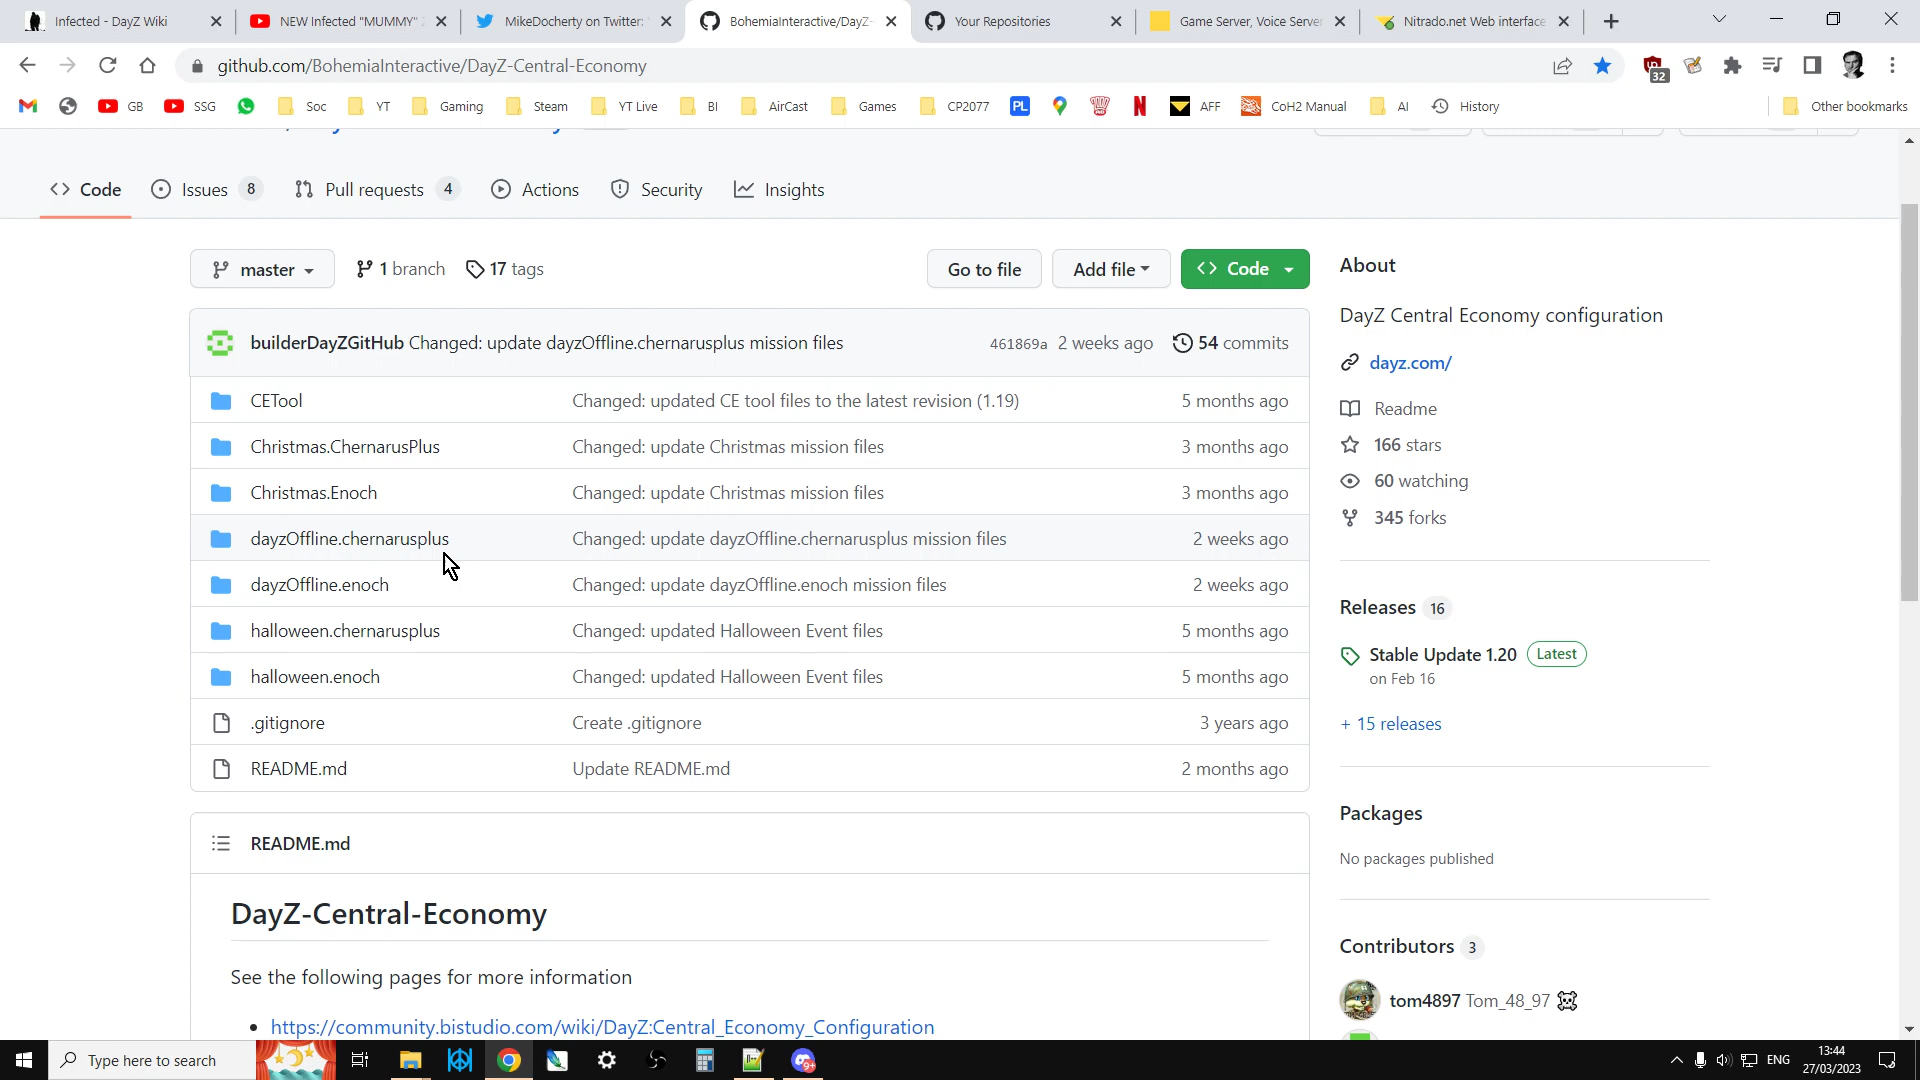 Infected - DayZ Wiki
NEW Infected "MUMMY"
MikeDocherty on Twitter:
BohemiaInteractive/DayZ-
Your Repositories
Game Server, Voice Server
Nitrado.net Web interface
github.com/BohemiaInteractive/DayZ-Central-Economy
32
GB
SSG
Soc
YT
Gaming
Steam
YT Live
BI
AirCast
Games
CP2077
PL
N
AFF
CoH2 Manual
AI
History
Other bookmarks
Code
Issues 8
Pull requests 4
Actions
Security
Insights
master
1 branch
17 tags
Go to file
Add file
Code
builderDayZGitHub Changed: update dayzOffline.chernarusplus mission files 461869a 2 weeks ago 54 commits
CETool Changed: updated CE tool files to the latest revision (1.19) 5 months ago
Christmas.ChernarusPlus Changed: update Christmas mission files 3 months ago
Christmas.Enoch Changed: update Christmas mission files 3 months ago
dayzOffline.chernarusplus Changed: update dayzOffline.chernarusplus mission files 2 weeks ago
dayzOffline.enoch Changed: update dayzOffline.enoch mission files 2 weeks ago
halloween.chernarusplus Changed: updated Halloween Event files 5 months ago
halloween.enoch Changed: updated Halloween Event files 5 months ago
.gitignore Create .gitignore 3 years ago
README.md Update README.md 2 months ago
README.md
DayZ-Central-Economy
See the following pages for more information
https://community.bistudio.com/wiki/DayZ:Central_Economy_Configuration
About
DayZ Central Economy configuration
dayz.com/
Readme
166 stars
60 watching
345 forks
Releases 16
Stable Update 1.20 Latest
on Feb 16
+ 15 releases
Packages
No packages published
Contributors 3
tom4897 Tom_48_97
Type here to search
9+
ENG
13:44
27/03/2023